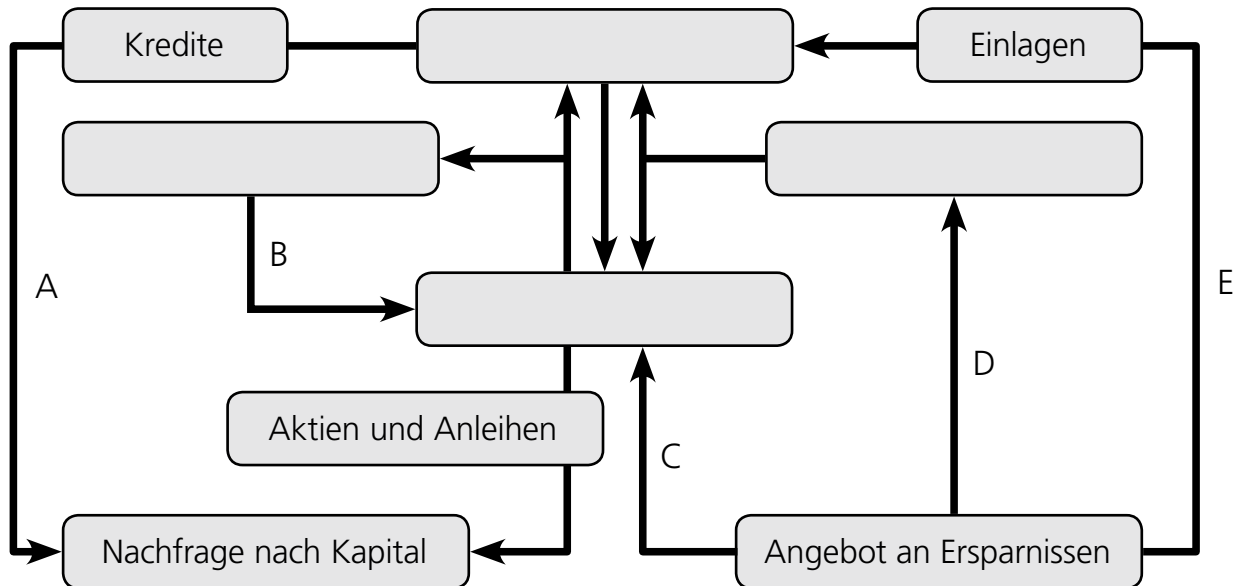 Kredite
Einlagen
B
A
E
D
Aktien und Anleihen
C
Nachfrage nach Kapital
Angebot an Ersparnissen